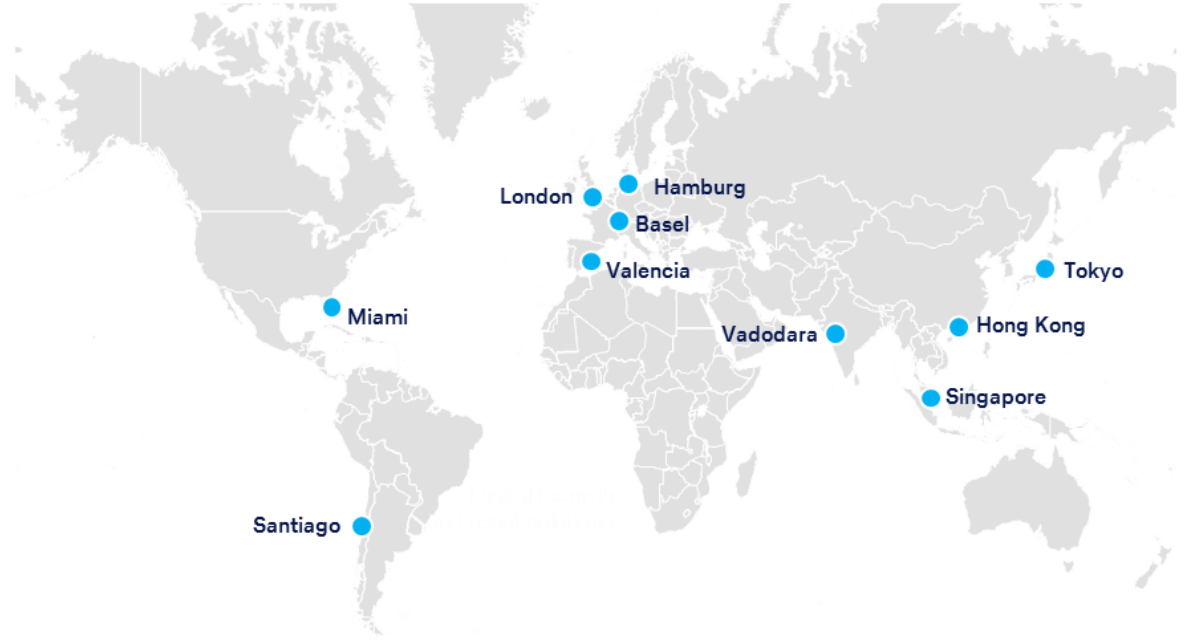 Hamburg
London
Basel
Valencia
Tokyo
Miami
Hong Kong
Vadodara
Singapore
Santiago